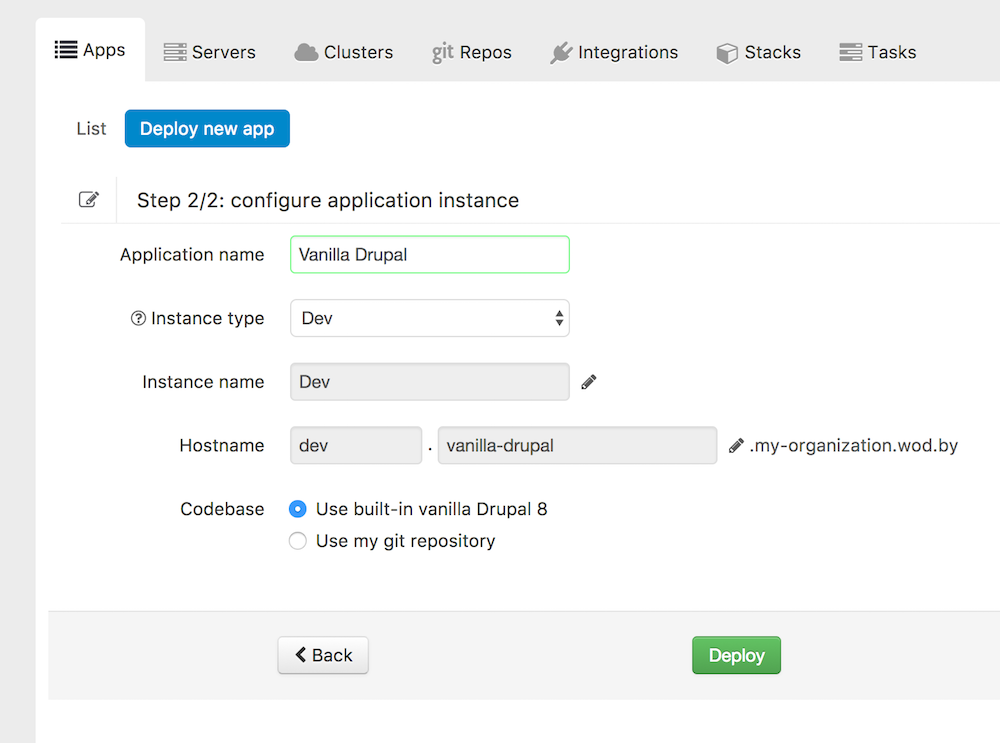 Apps Servers Clusters git Repos Integrations Stacks Tasks
List Deploy new app
Step 2/2: configure application instance
Application name Vanilla Drupal
? Instance type Dev
Instance name Dev
Hostname dev . vanilla-drupal .my-organization.wod.by
Codebase Use built-in vanilla Drupal 8
Use my git repository
Back Deploy